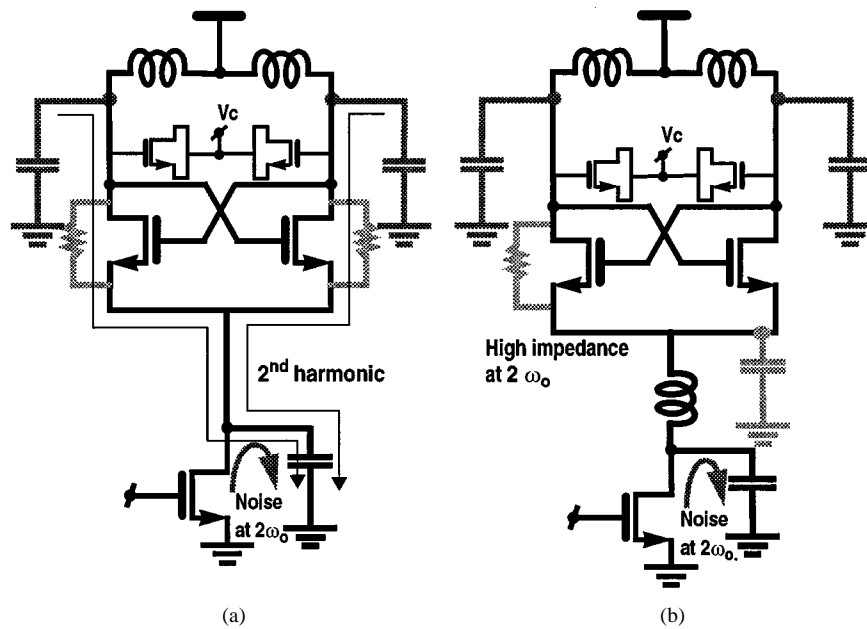 Vc
2nd harmonic
Noise
at 2ωo
(a)
Vc
High impedance
at 2 ωo
Noise
at 2ωo.
(b)